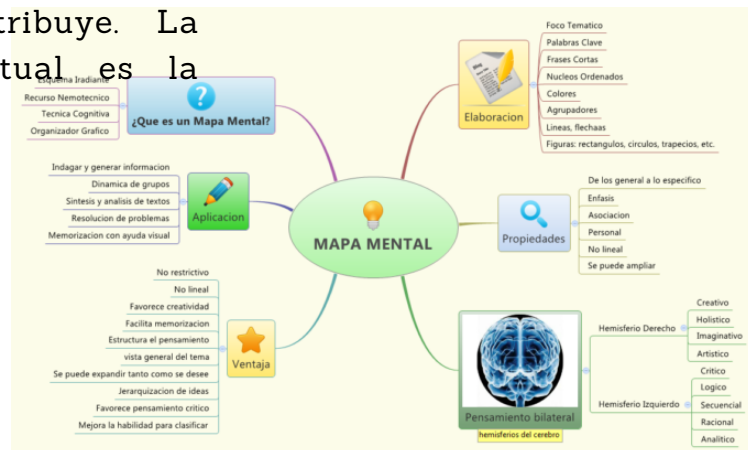 tribuye. La
tual es la
Esquema Iradiante
Recurso Nemotecnico
Tecnica Cognitiva
Organizador Grafico
¿Que es un Mapa Mental?
Indagar y generar informacion
Dinamica de grupos
Sintesis y analisis de textos
Resolucion de problemas
Memorizacion con ayuda visual
Aplicacion
No restrictivo
No lineal
Favorece creatividad
Facilita memorizacion
Estructura el pensamiento
vista general del tema
Se puede expandir tanto como se desee
Jerarquizacion de ideas
Favorece pensamiento critico
Mejora la habilidad para clasificar
Ventaja
MAPA MENTAL
Elaboracion
Foco Tematico
Palabras Clave
Frases Cortas
Nucleos Ordenados
Colores
Agrupadores
Lineas, flechaas
Figuras: rectangulos, circulos, trapecios, etc.
Propiedades
De los general a lo especifico
Enfasis
Asociacion
Personal
No lineal
Se puede ampliar
Pensamiento bilateral
hemisferios del cerebro
Hemisferio Derecho
Creativo
Holistico
Imaginativo
Artistico
Hemisferio Izquierdo
Critico
Logico
Secuencial
Racional
Analitico